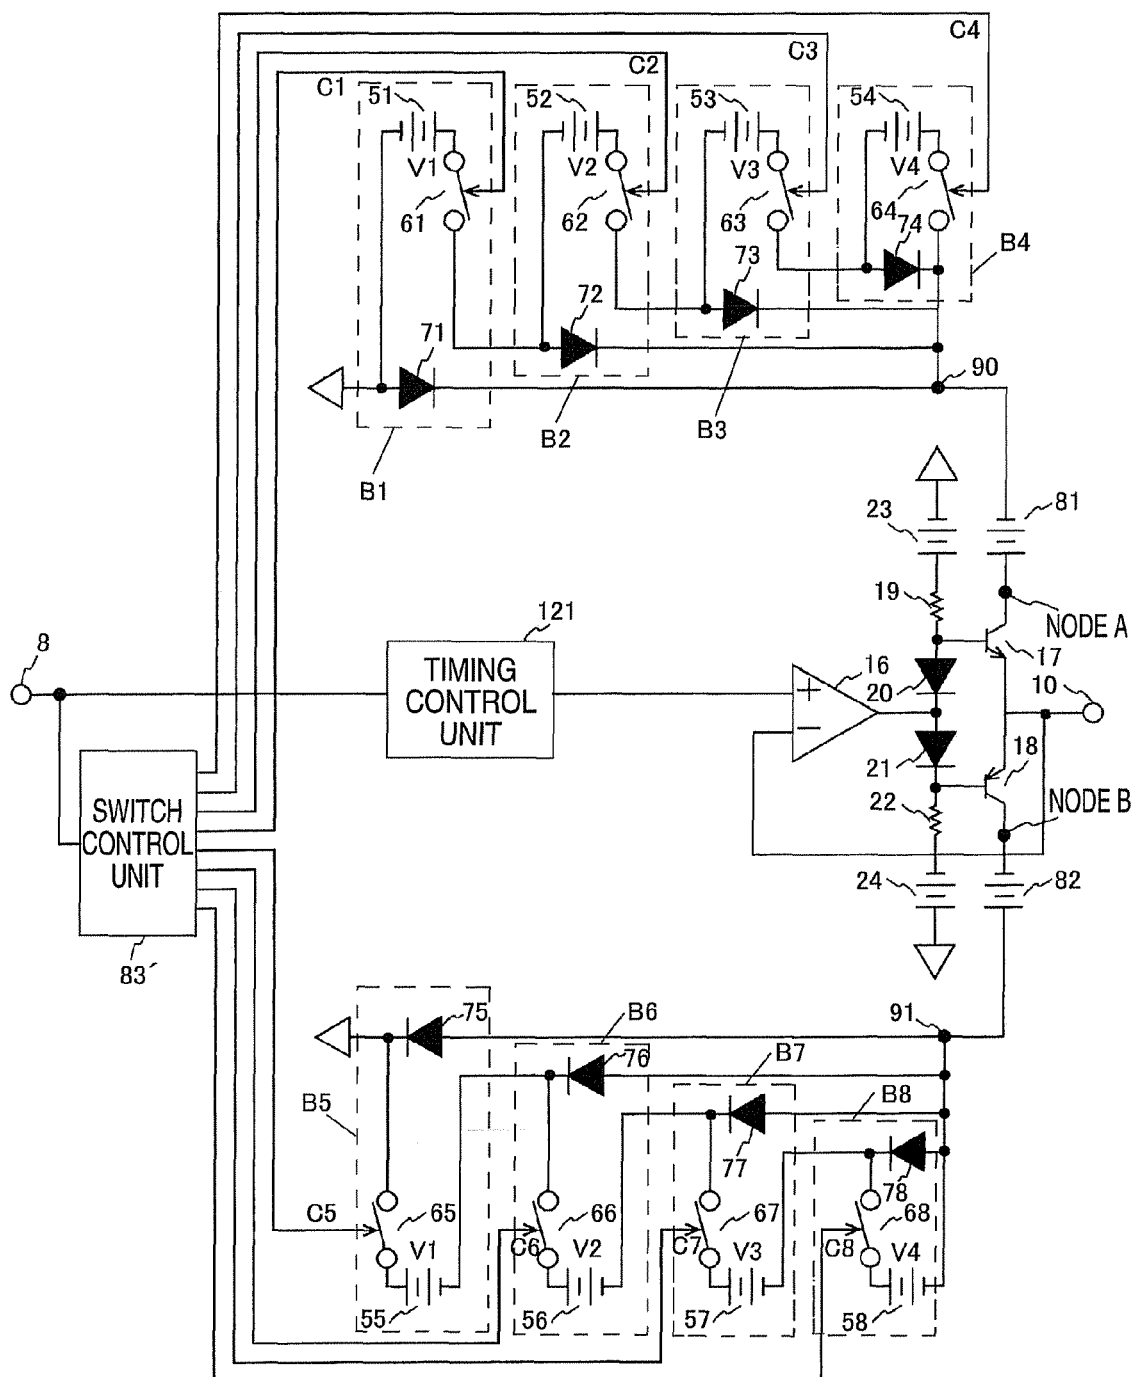 C4
C3
C2
C1
51
52
53
54
V1
V2
V3
V4
61
62
63
64
74
B4
73
72
71
90
B3
B2
B1
23
81
19
NODE A
17
121
8
TIMING
CONTROL
UNIT
16
+
−
20
10
21
18
22
NODE B
SWITCH
CONTROL
UNIT
83′
24
82
75
B6
91
76
B7
B5
B8
77
78
C5
65
C6
66
C7
67
C8
68
V1
V2
V3
V4
55
56
57
58